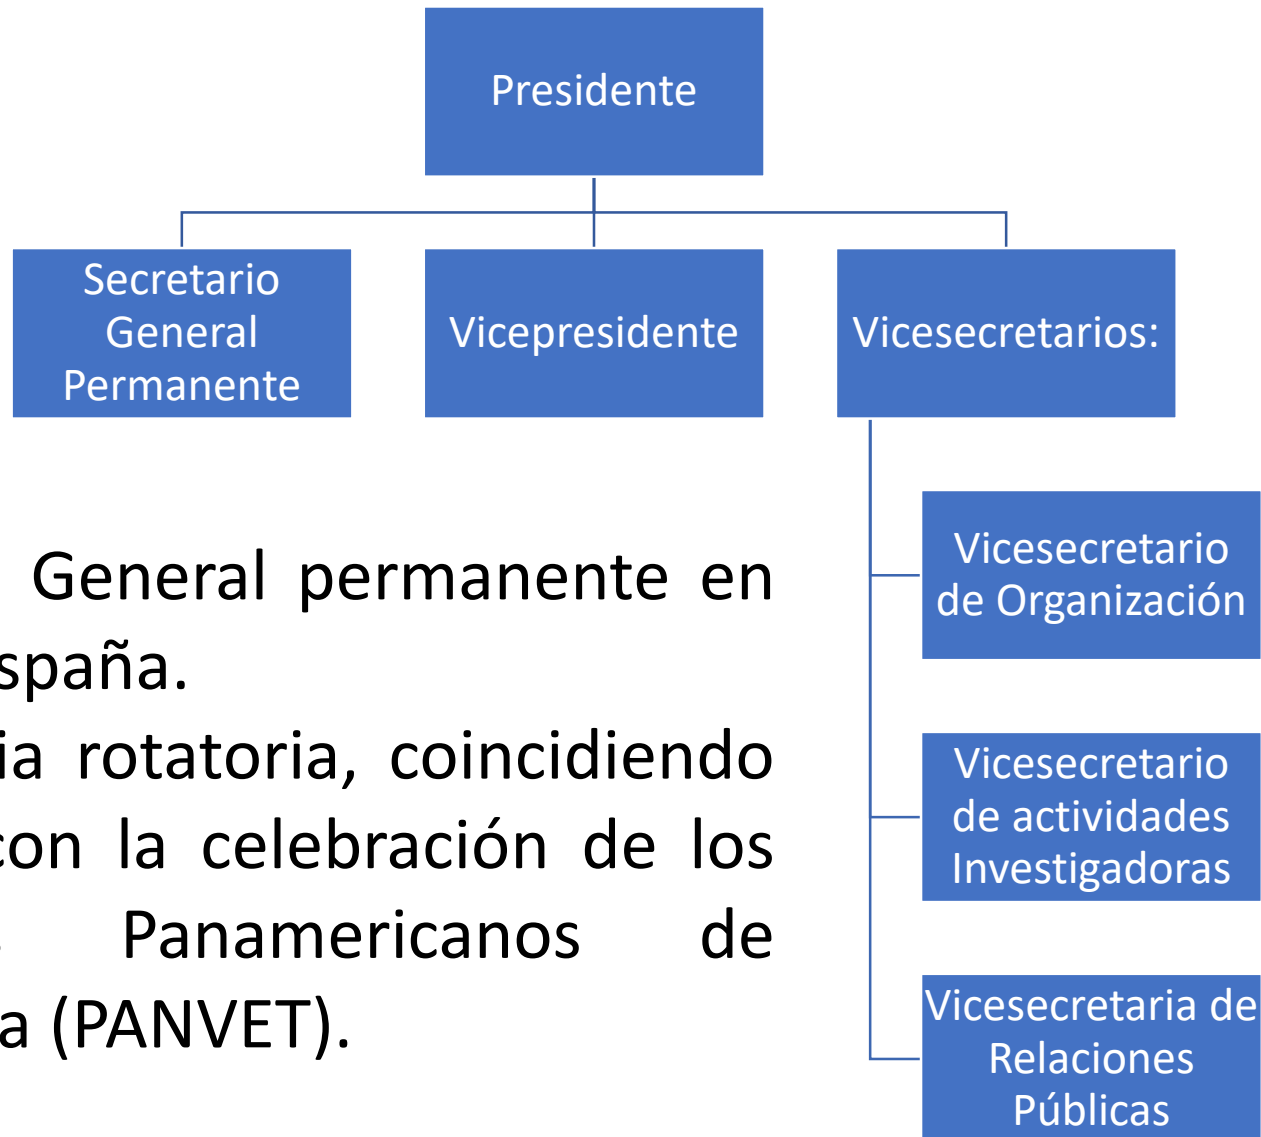 Presidente
Secretario
General
Permanente
Vicepresidente
Vicesecretarios:
General permanente en
spaña.
ia rotatoria, coincidiendo
con la celebración de los
Panamericanos de
a (PANVET).
Vicesecretario
de Organización
Vicesecretario
de actividades
Investigadoras
Vicesecretaria de
Relaciones
Públicas